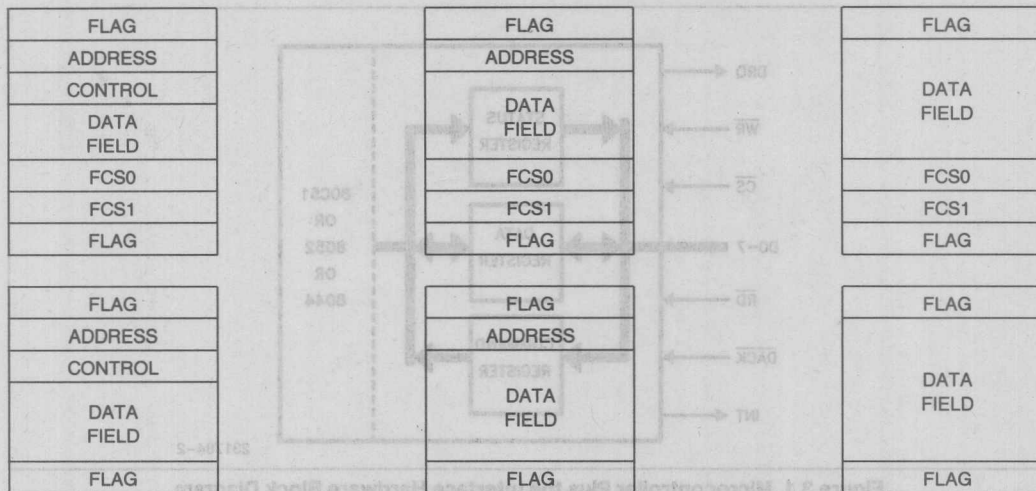 FLAG
ADDRESS
CONTROL
DATA
FIELD
FCS0
FCS1
FLAG
FLAG
ADDRESS
DATA
FIELD
FCS0
FCS1
FLAG
FLAG
DATA
FIELD
FCS0
FCS1
FLAG
FLAG
ADDRESS
CONTROL
DATA
FIELD
FLAG
FLAG
ADDRESS
DATA
FIELD
FLAG
FLAG
DATA
FIELD
FLAG